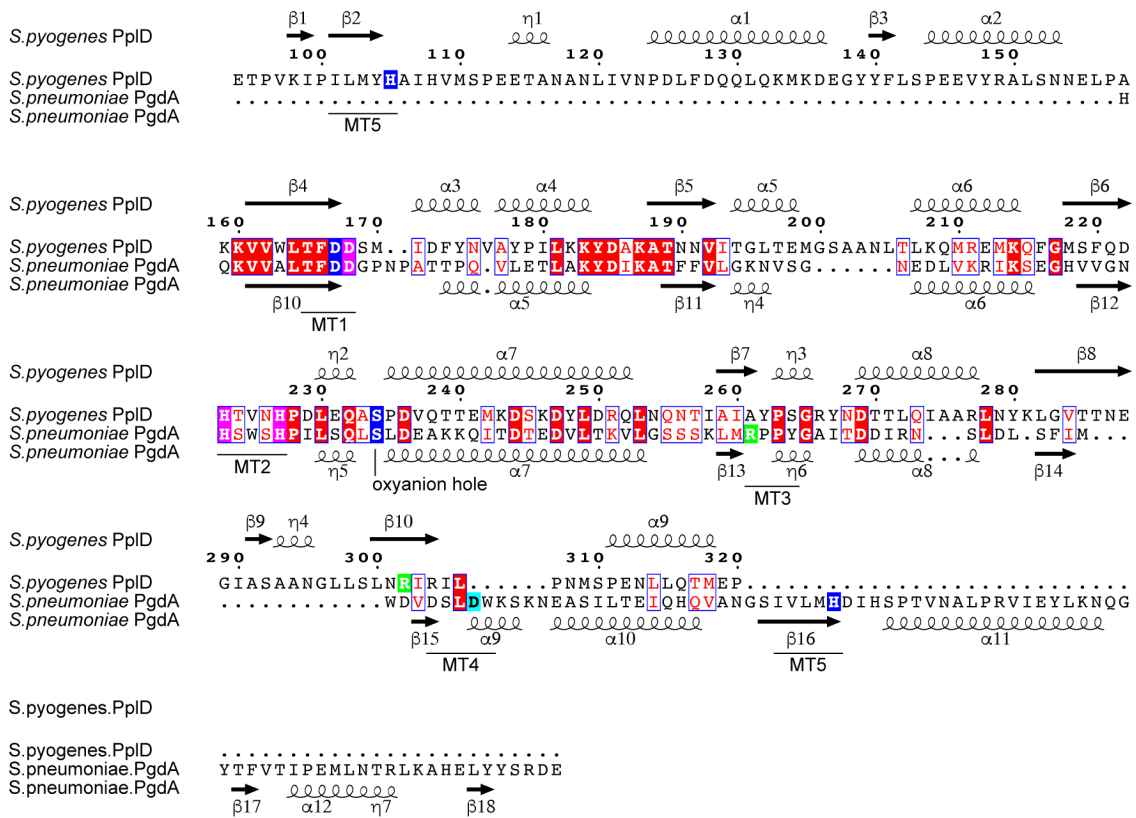 β1 β2 η1 α1 β3 α2
S.pyogenes PplD
100 110 120 130 140 150
S.pyogenes PplD ETPVKIPILMYHAIHVMSPEETANANLIVNPDLFDQQLQKMKDEGYYFLSPEEVYRALSNNELPA
S.pneumoniae PgdA ................................................................H
S.pneumoniae PgdA
MT5
β4 α3 α4 β5 α5 α6 β6
S.pyogenes PplD
160 170 180 190 200 210 220
S.pyogenes PplD KKVVWLTFDDSM..IDFYNVAYPILKKYDAKATNNVITGLTEMGSAANLTLKQMREMKQFGMSFQD
S.pneumoniae PgdA QKVVALTFDDGPNPATTPQ.VLETLAKYDIKATFFVLGKNVSG......NEDLVKRIKSEGHVVGN
S.pneumoniae PgdA .
β10 α5 β11 η4 α6 β12
MT1
η2 α7 β7 η3 α8 β8
S.pyogenes PplD
230 240 250 260 270 280
S.pyogenes PplD HTVNHPDLEQASPDVQTTEMKDSKDYLDRQLNQNTIAIAYPSGRYNDTTLQIAARLNYKLGVTTNE
S.pneumoniae PgdA HSWSHPILSQLSLDEAKKQITDTEDVLTKVLGSSSKLMRPPYGAITDDIRN...SLDL.SFIM...
S.pneumoniae PgdA ...
MT2 η5 α7 β13 η6 α8 β14
oxyanion hole MT3
β9 η4 β10 α9
S.pyogenes PplD
290 300 310 320
S.pyogenes PplD GIASAANGLLSLNRIRIL......PNMSPENLLQTMEP............................
S.pneumoniae PgdA ............WDVDSLDWKSKNEASILTEIQHQVANGSIVLMHDIHSPTVNALPRVIEYLKNQG
S.pneumoniae PgdA
β15 α9 α10 β16 α11
MT4 MT5
S.pyogenes.PplD
S.pyogenes.PplD .........................
S.pneumoniae.PgdA YTFVTIPEMLNTRLKAHELYYSRDE
S.pneumoniae.PgdA
β17 α12 η7 β18